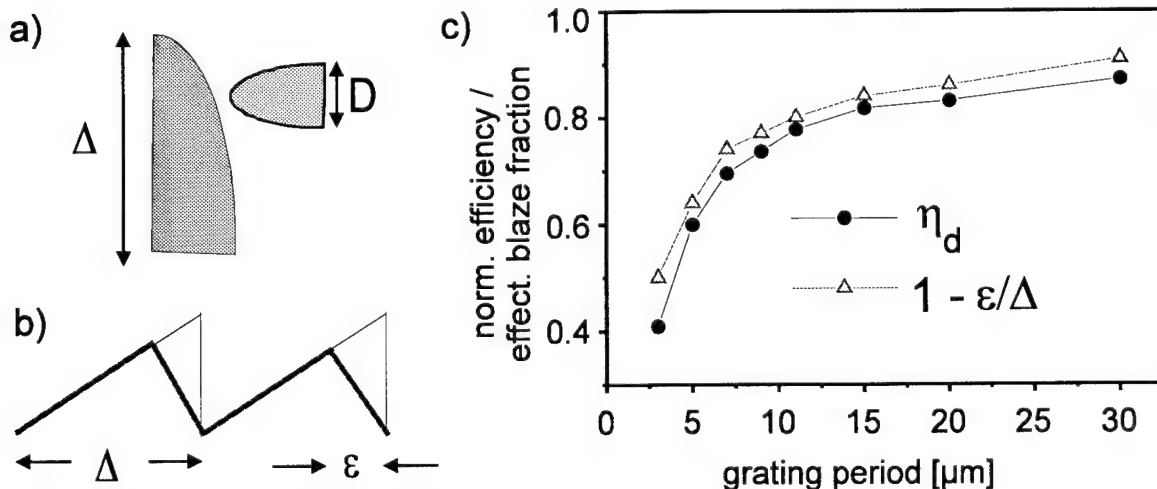 a)
Δ
D
b)
Δ
ε
c)
norm. efficiency /
effect. blaze fraction
1.0
0.8
0.6
0.4
η_d
1 - ε/Δ
0 5 10 15 20 25 30
grating period [µm]